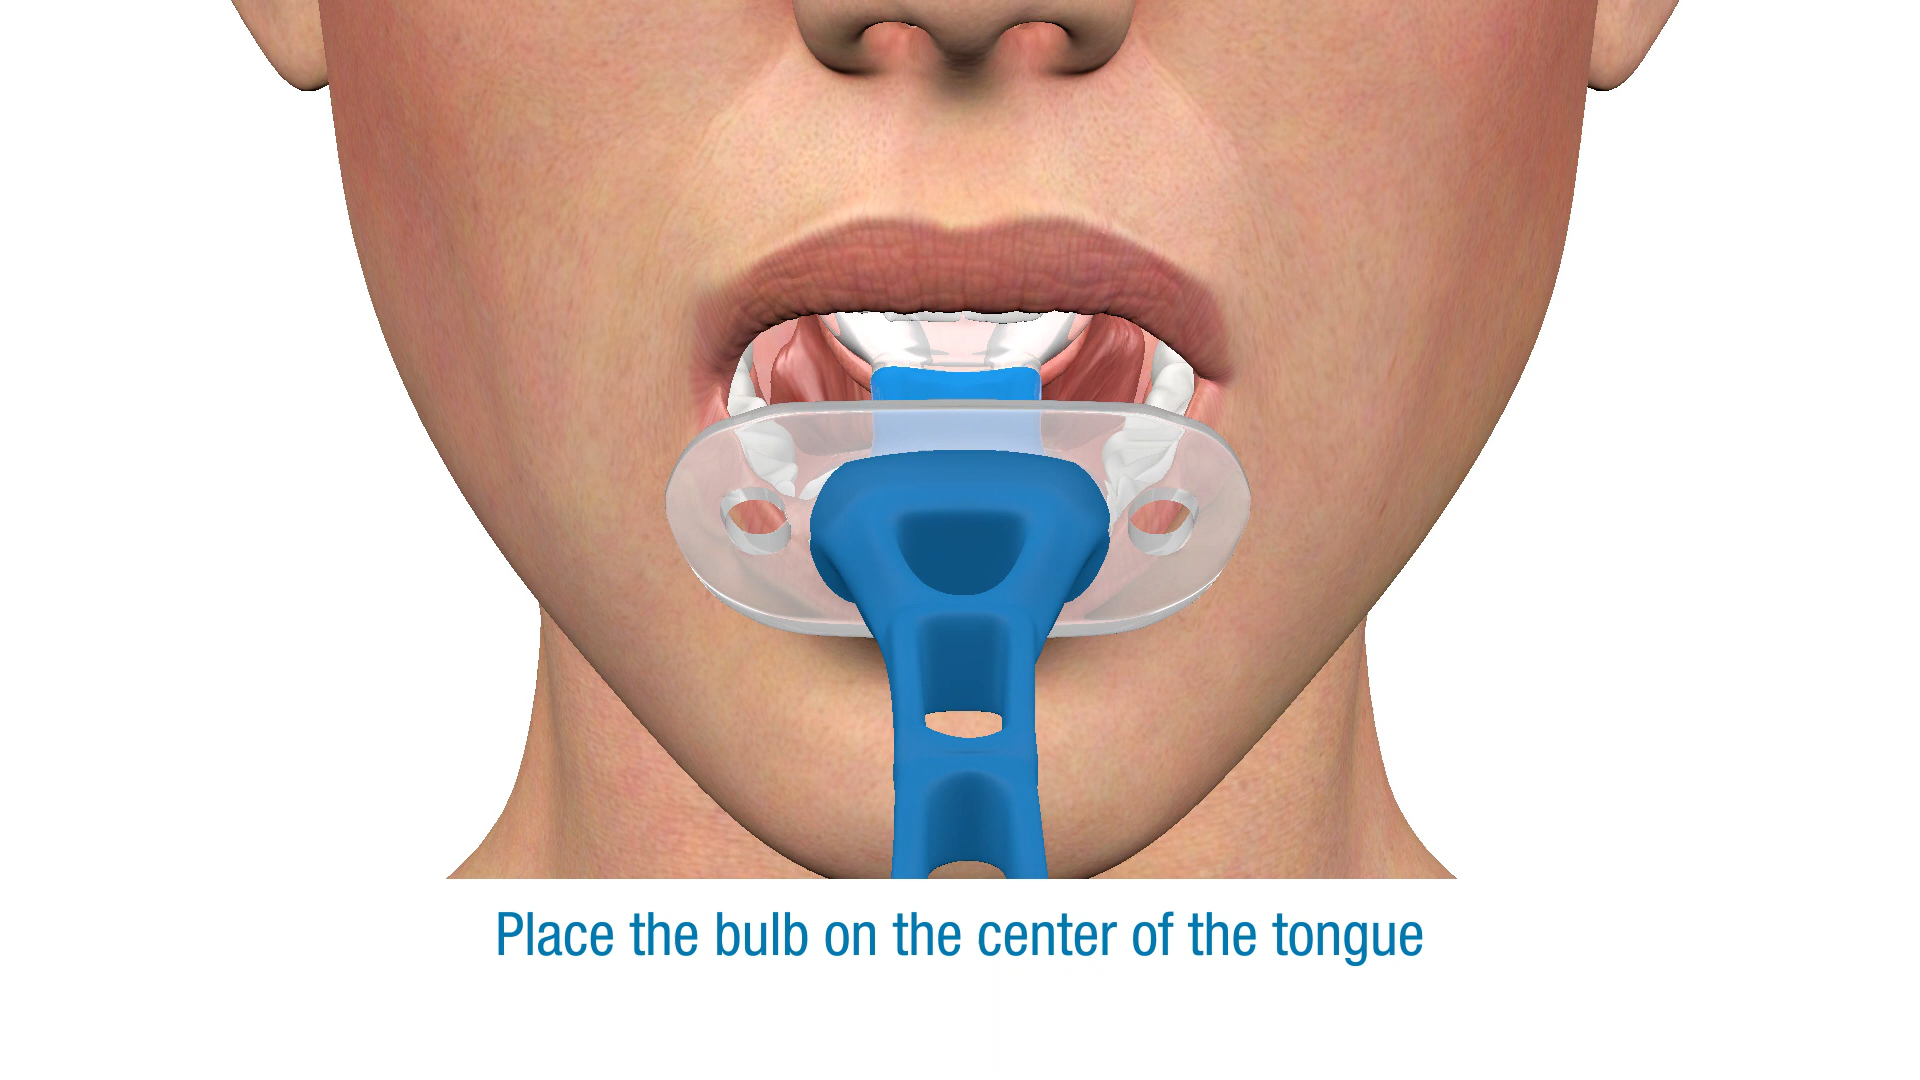 Place the bulb on the center of the tongue